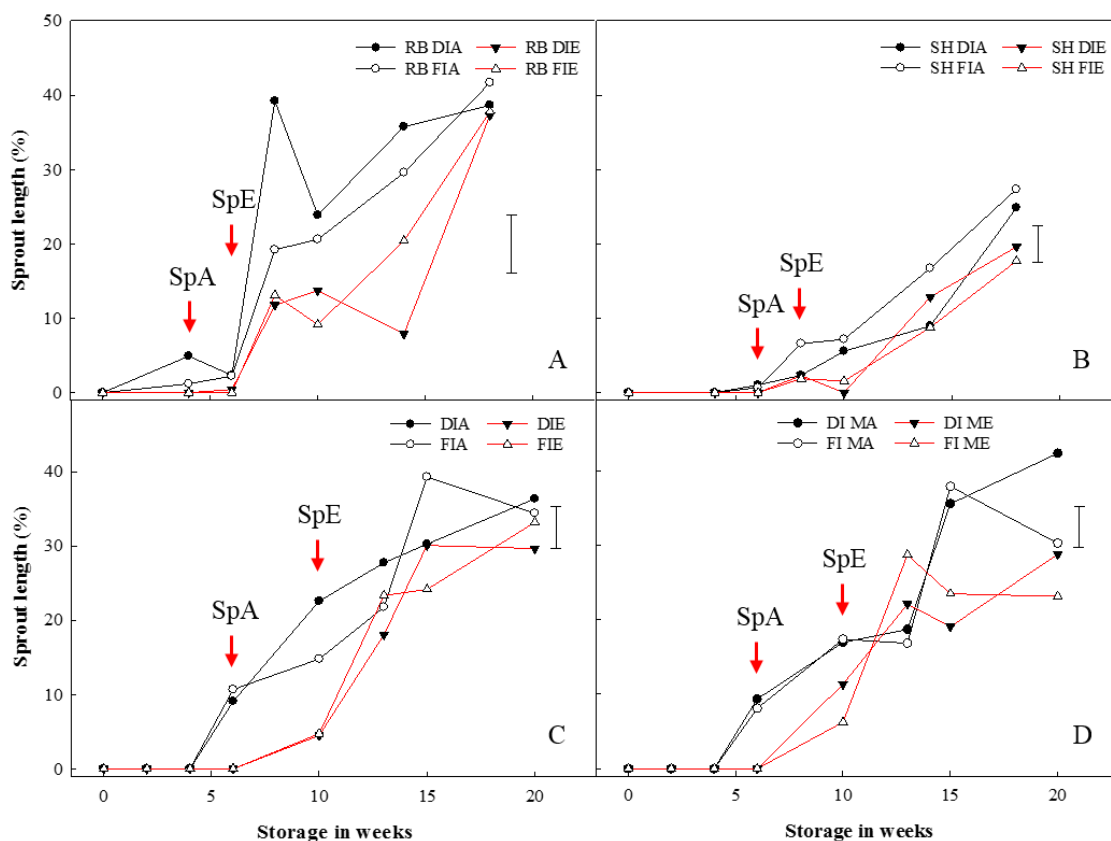 50
40
30
20
10
0
Sprout length (%)
RB DIA
RB DIE
RB FIA
RB FIE
SpA
SpE
A
SH DIA
SH DIE
SH FIA
SH FIE
SpA
SpE
B
40
30
20
10
0
Sprout length (%)
DIA
DIE
FIA
FIE
SpA
SpE
C
0 5 10 15 20
Storage in weeks
DI MA
DI ME
FI MA
FI ME
SpA
SpE
D
0 5 10 15 20
Storage in weeks